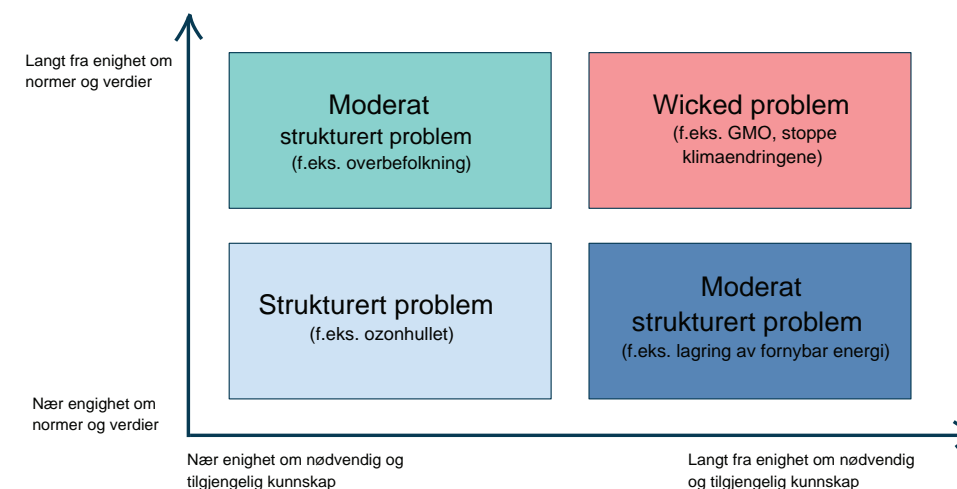 Langt fra enighet om
normer og verdier
Moderat
strukturert problem
(f.eks. overbefolkning)
Wicked problem
(f.eks. GMO, stoppe
klimaendringene)
Strukturert problem
(f.eks. ozonhullet)
Moderat
strukturert problem
(f.eks. lagring av fornybar energi)
Nær engighet om
normer og verdier
Nær enighet om nødvendig og
tilgjengelig kunnskap
Langt fra enighet om nødvendig
og tilgjengelig kunnskap